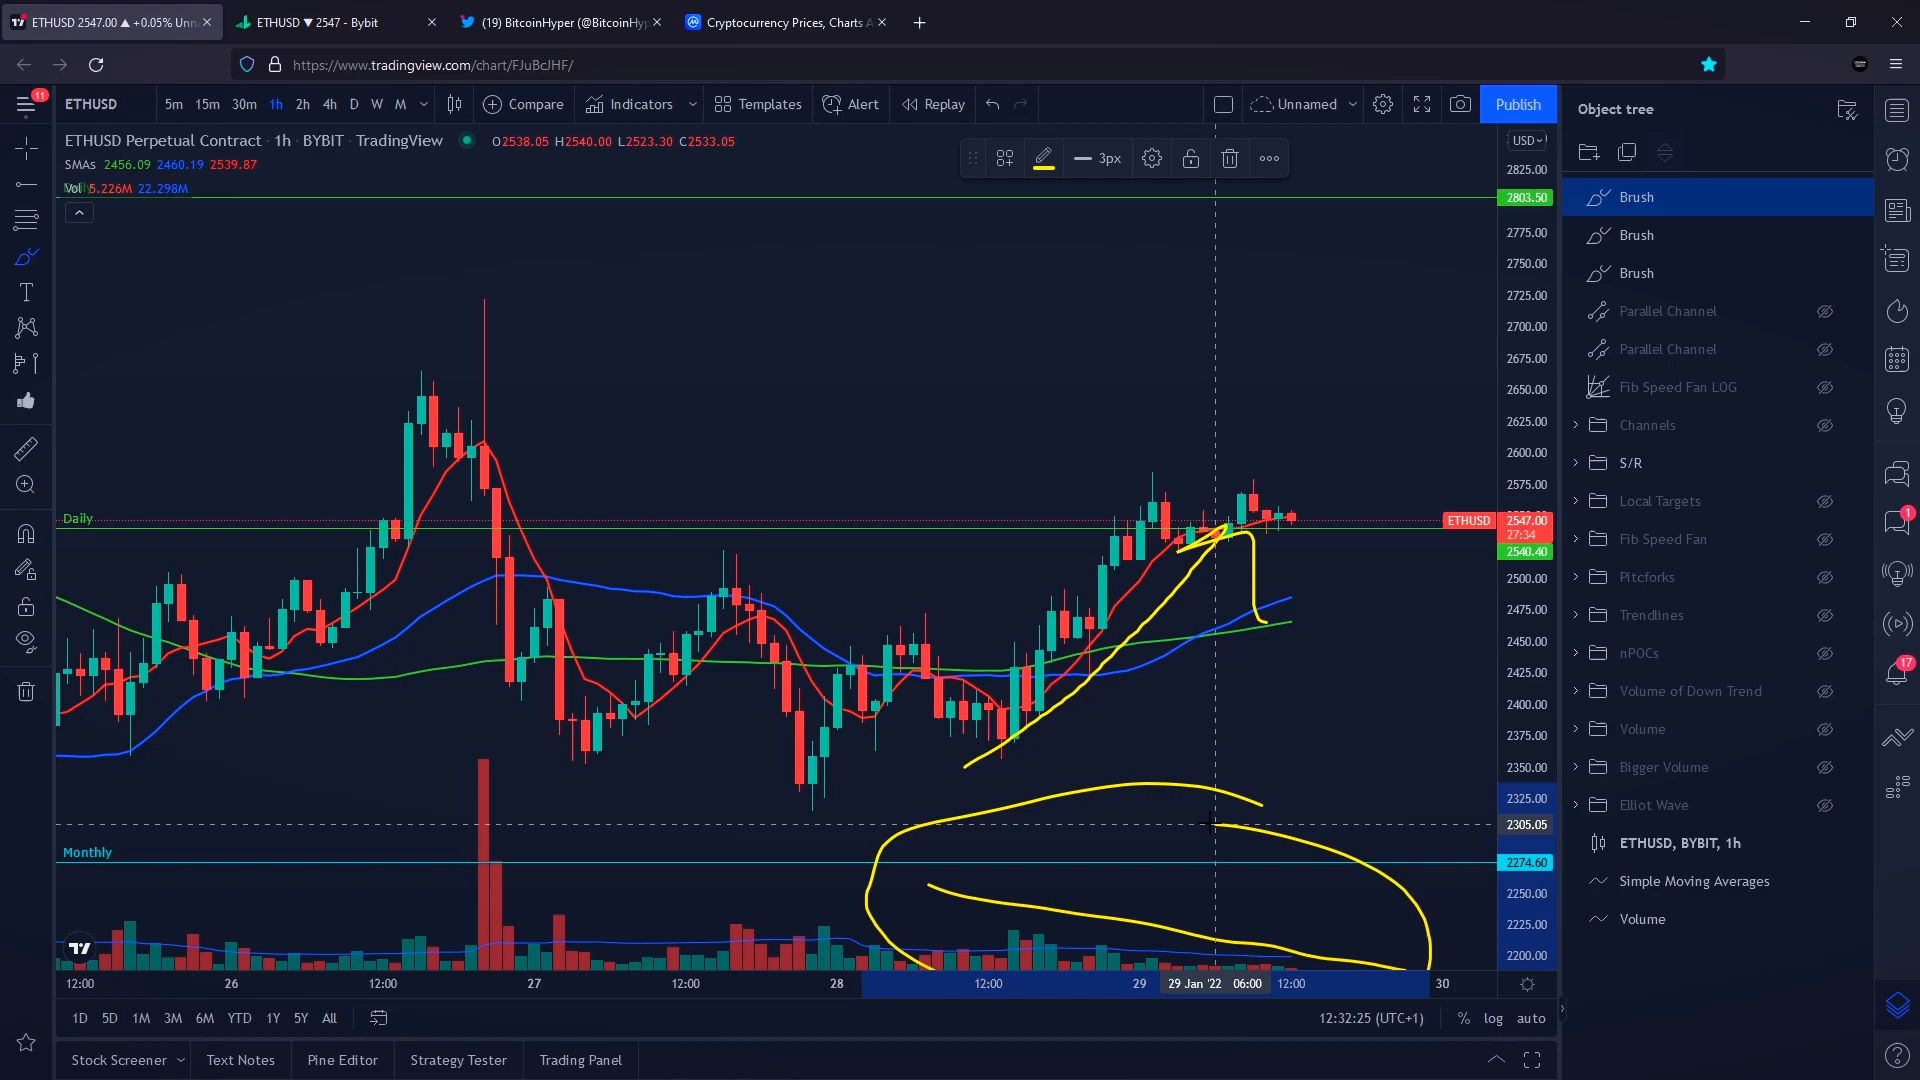 ETHUSD 2547.00 ▲ +0.05% Unn
ETHUSD ▼ 2547 - Bybit
(19) BitcoinHyper (@BitcoinHyp
Cryptocurrency Prices, Charts A
https://www.tradingview.com/chart/FJuBcJHF/
11
ETHUSD
5m 15m 30m 1h 2h 4h D W M
Compare
Indicators
Templates
Alert
Replay
Unnamed
Publish
Object tree
ETHUSD Perpetual Contract · 1h · BYBIT · TradingView
O2538.05 H2540.00 L2523.30 C2533.05
SMAs 2456.09 2460.19 2539.87
Vol 5.226M 22.298M
3px
USD
2825.00
2803.50
2775.00
2750.00
2725.00
2700.00
2675.00
2650.00
2625.00
2600.00
2575.00
Daily
ETHUSD 2547.00
27:34
2540.40
2500.00
2475.00
2450.00
2425.00
2400.00
2375.00
2350.00
2325.00
2305.05
Monthly
2274.60
2250.00
2225.00
2200.00
12:00 26 12:00 27 12:00 28 12:00 29 29 Jan '22 06:00 12:00 30
1D 5D 1M 3M 6M YTD 1Y 5Y All
12:32:25 (UTC+1)
% log auto
Stock Screener
Text Notes
Pine Editor
Strategy Tester
Trading Panel
Brush
Brush
Brush
Parallel Channel
Parallel Channel
Fib Speed Fan LOG
Channels
S/R
Local Targets
Fib Speed Fan
Pitcforks
Trendlines
nPOCs
Volume of Down Trend
Volume
Bigger Volume
Elliot Wave
ETHUSD, BYBIT, 1h
Simple Moving Averages
Volume
1
17